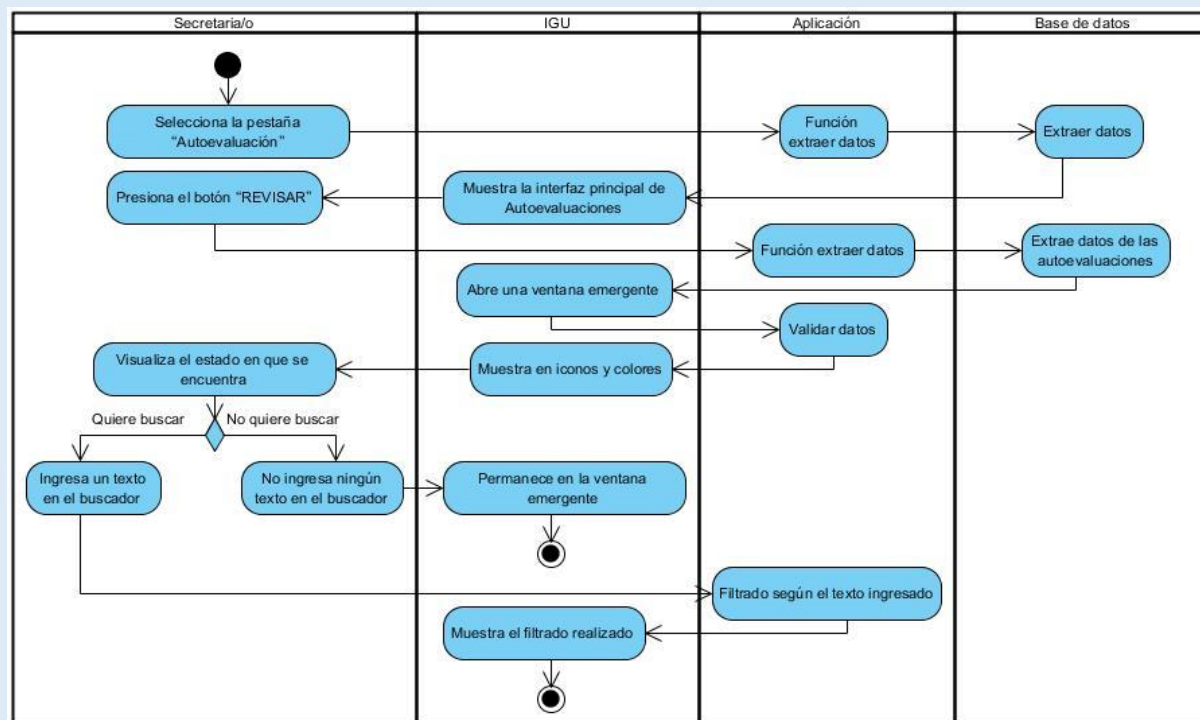 Secretaria/o
IGU
Aplicación
Base de datos
Selecciona la pestaña
“Autoevaluación”
Función
extraer datos
Extraer datos
Presiona el botón “REVISAR”
Muestra la interfaz principal de
Autoevaluaciones
Función extraer datos
Extrae datos de las
autoevaluaciones
Abre una ventana emergente
Validar datos
Visualiza el estado en que se
encuentra
Muestra en iconos y colores
Quiere buscar
No quiere buscar
Ingresa un texto
en el buscador
No ingresa ningún
texto en el buscador
Permanece en la ventana
emergente
Filtrado según el texto ingresado
Muestra el filtrado realizado